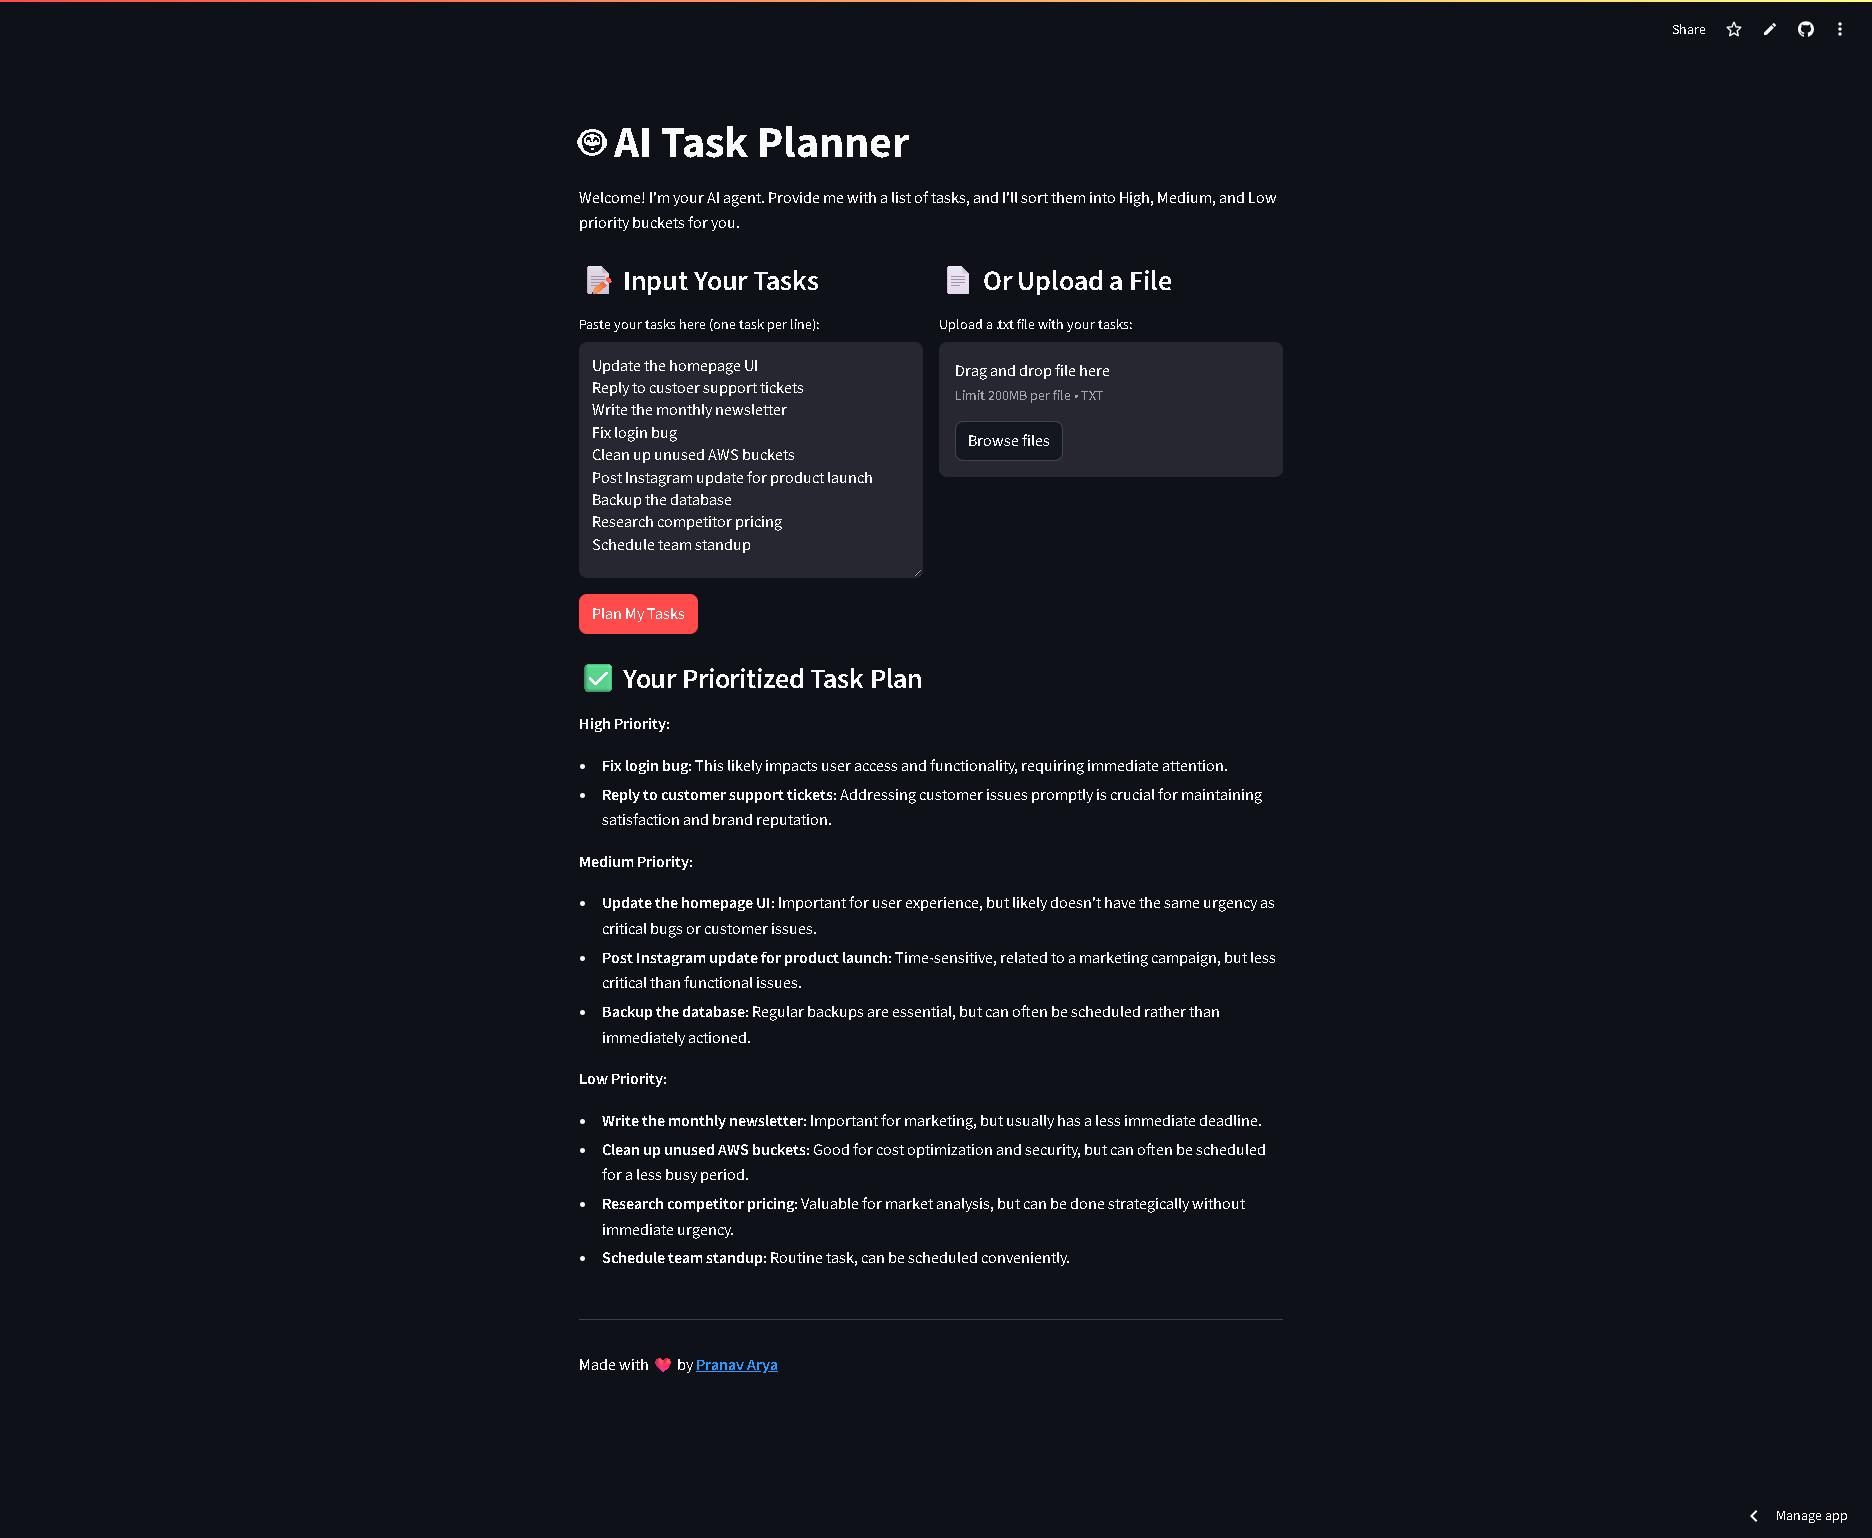 Share
AI Task Planner
Welcome! I'm your AI agent. Provide me with a list of tasks, and I'll sort them into High, Medium, and Low
priority buckets for you.
Input Your Tasks
Paste your tasks here (one task per line):
Update the homepage UI
Reply to custoer support tickets
Write the monthly newsletter
Fix login bug
Clean up unused AWS buckets
Post Instagram update for product launch
Backup the database
Research competitor pricing
Schedule team standup
Or Upload a File
Upload a .txt file with your tasks:
Drag and drop file here
Limit 200MB per file • TXT
Browse files
Plan My Tasks
Your Prioritized Task Plan
High Priority:
• Fix login bug: This likely impacts user access and functionality, requiring immediate attention.
• Reply to customer support tickets: Addressing customer issues promptly is crucial for maintaining
satisfaction and brand reputation.
Medium Priority:
• Update the homepage UI: Important for user experience, but likely doesn't have the same urgency as
critical bugs or customer issues.
• Post Instagram update for product launch: Time-sensitive, related to a marketing campaign, but less
critical than functional issues.
• Backup the database: Regular backups are essential, but can often be scheduled rather than
immediately actioned.
Low Priority:
• Write the monthly newsletter: Important for marketing, but usually has a less immediate deadline.
• Clean up unused AWS buckets: Good for cost optimization and security, but can often be scheduled
for a less busy period.
• Research competitor pricing: Valuable for market analysis, but can be done strategically without
immediate urgency.
• Schedule team standup: Routine task, can be scheduled conveniently.
Made with ❤️ by Pranav Arya
Manage app